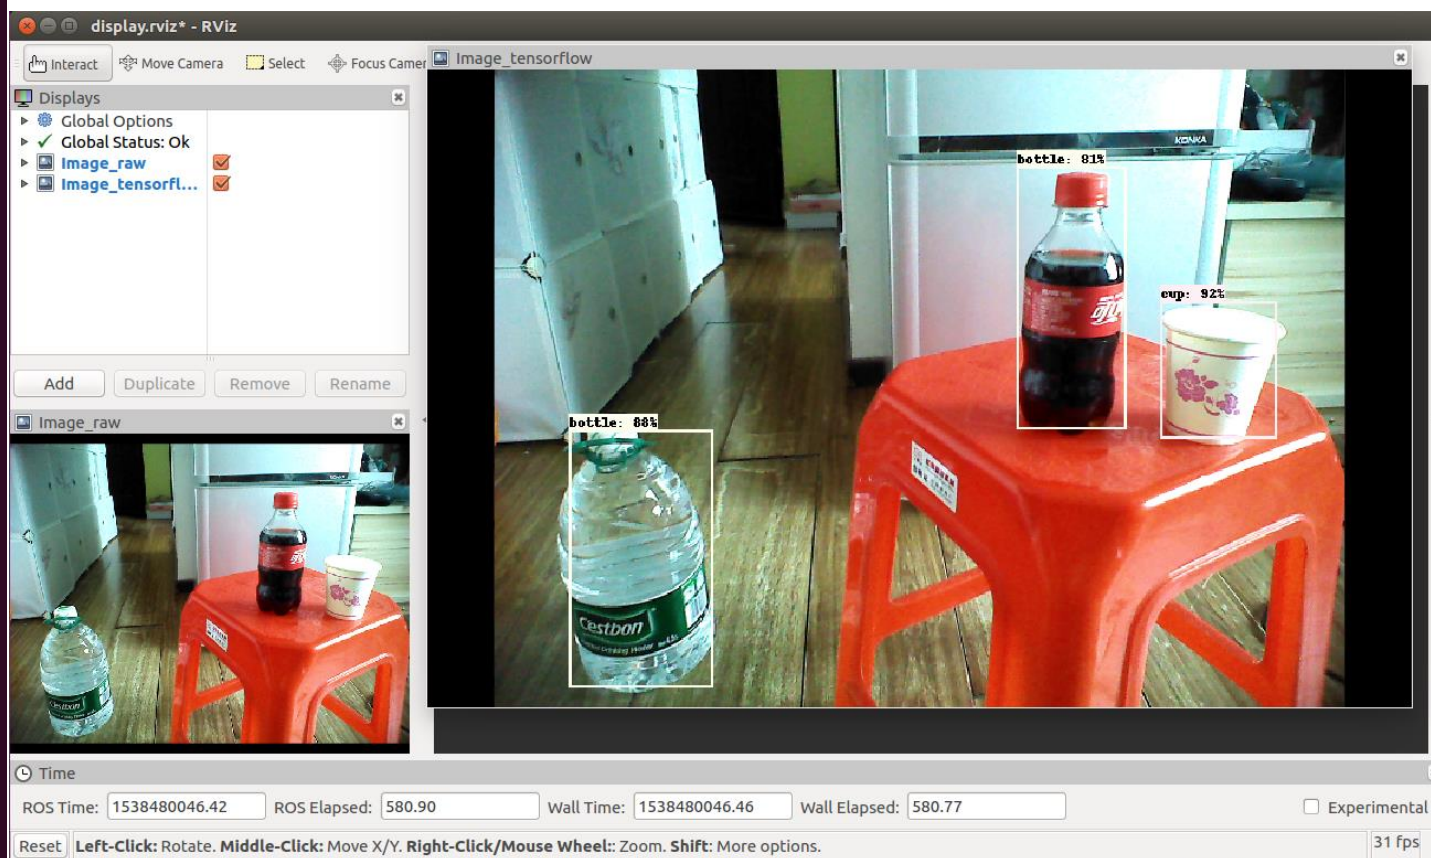 display.rviz* - RViz
Interact
Move Camera
Select
Focus Camer
Displays
Global Options
Global Status: Ok
Image_raw
Image_tensorfl...
Add
Duplicate
Remove
Rename
Image_raw
Image_tensorflow
KONKA
bottle: 81%
cup: 92%
bottle: 88%
Cestbon
Time
ROS Time:
1538480046.42
ROS Elapsed:
580.90
Wall Time:
1538480046.46
Wall Elapsed:
580.77
Experimental
Reset
Left-Click: Rotate. Middle-Click: Move X/Y. Right-Click/Mouse Wheel:: Zoom. Shift: More options.
31 fps